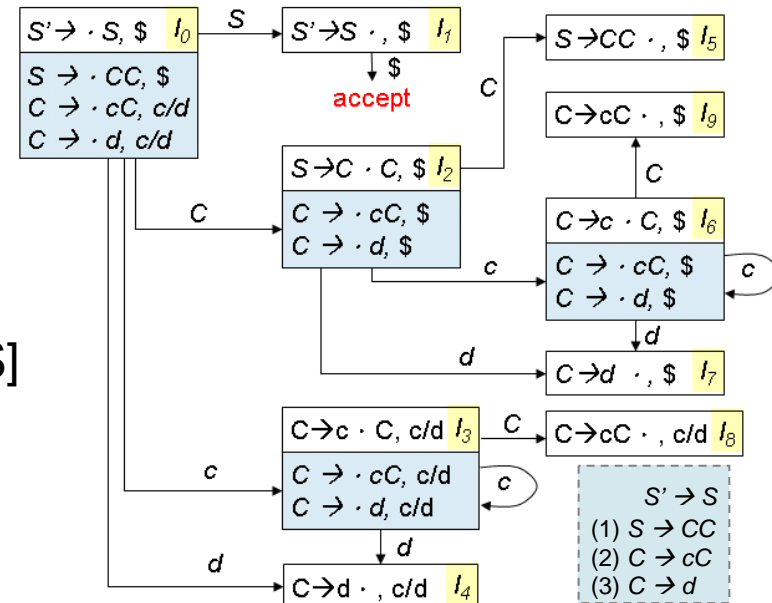 S'→ · S, $ I0
S → · CC, $
C → · cC, c/d
C → · d, c/d
S
S'→S · , $ I1
$
accept
C
S→CC · , $ I5
C→cC · , $ I9
C
S→C · C, $ I2
C → · cC, $
C → · d, $
C
c
C→c · C, $ I6
C → · cC, $
C → · d, $
c
d
d
C→d · , $ I7
]
C→c · C, c/d I3
C → · cC, c/d
C → · d, c/d
c
c
C
C→cC · , c/d I8
d
d
C→d · , c/d I4
S' → S
(1) S → CC
(2) C → cC
(3) C → d